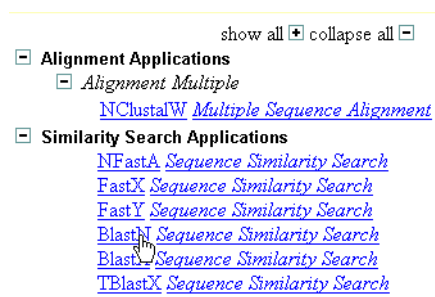 show all + collapse all −
− Alignment Applications
− Alignment Multiple
NClustalW Multiple Sequence Alignment
− Similarity Search Applications
NFastA Sequence Similarity Search
FastX Sequence Similarity Search
FastY Sequence Similarity Search
BlastN Sequence Similarity Search
Sequence Similarity Search
TBlastX Sequence Similarity Search